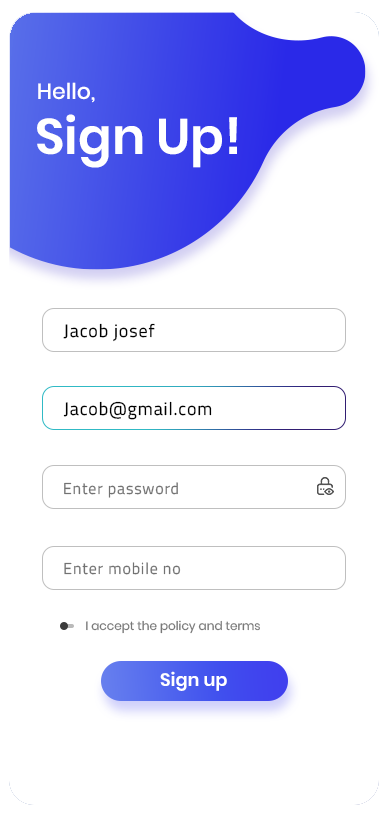 Hello,
Sign Up!
Jacob josef
Jacob@gmail.com
Enter password
Enter mobile no
I accept the policy and terms
Sign up